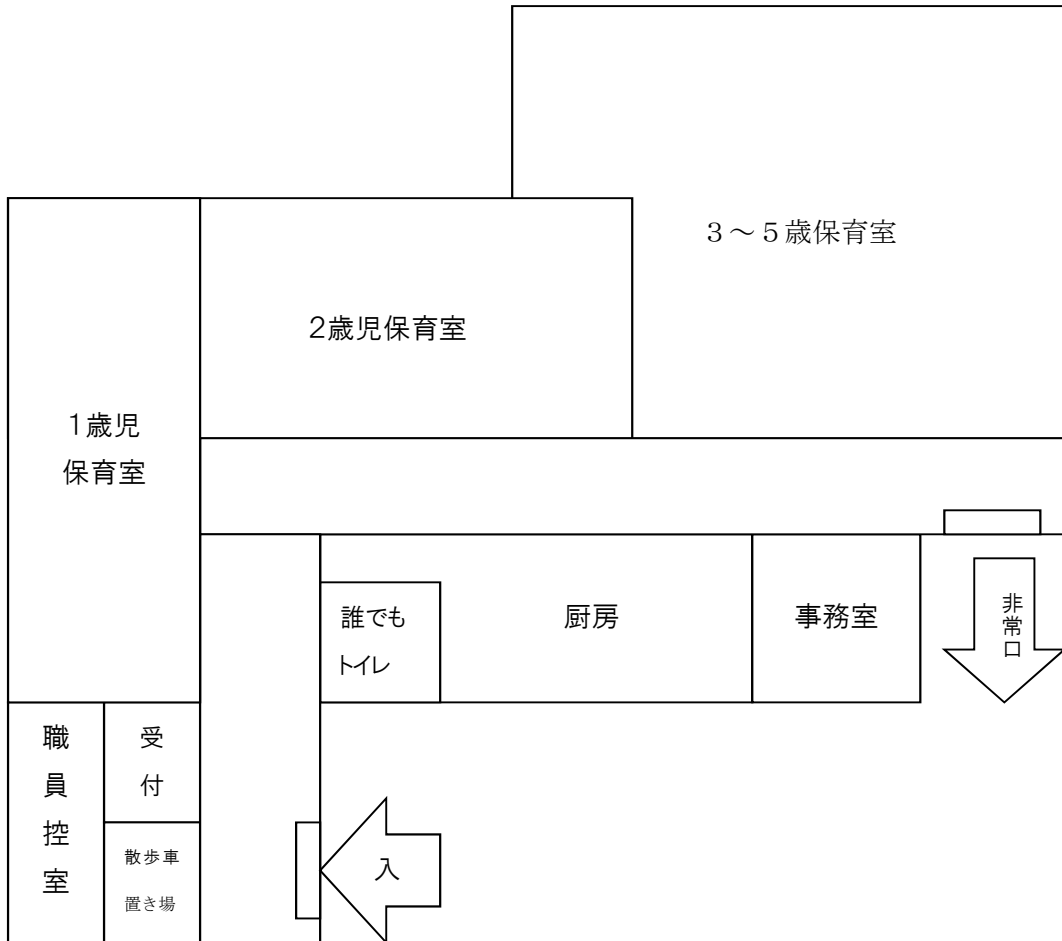 ３～５歳保育室
2歳児保育室
1歳児
保育室
誰でも
トイレ
厨房
事務室
非常口
職員控室
受付
散歩車
置き場
入